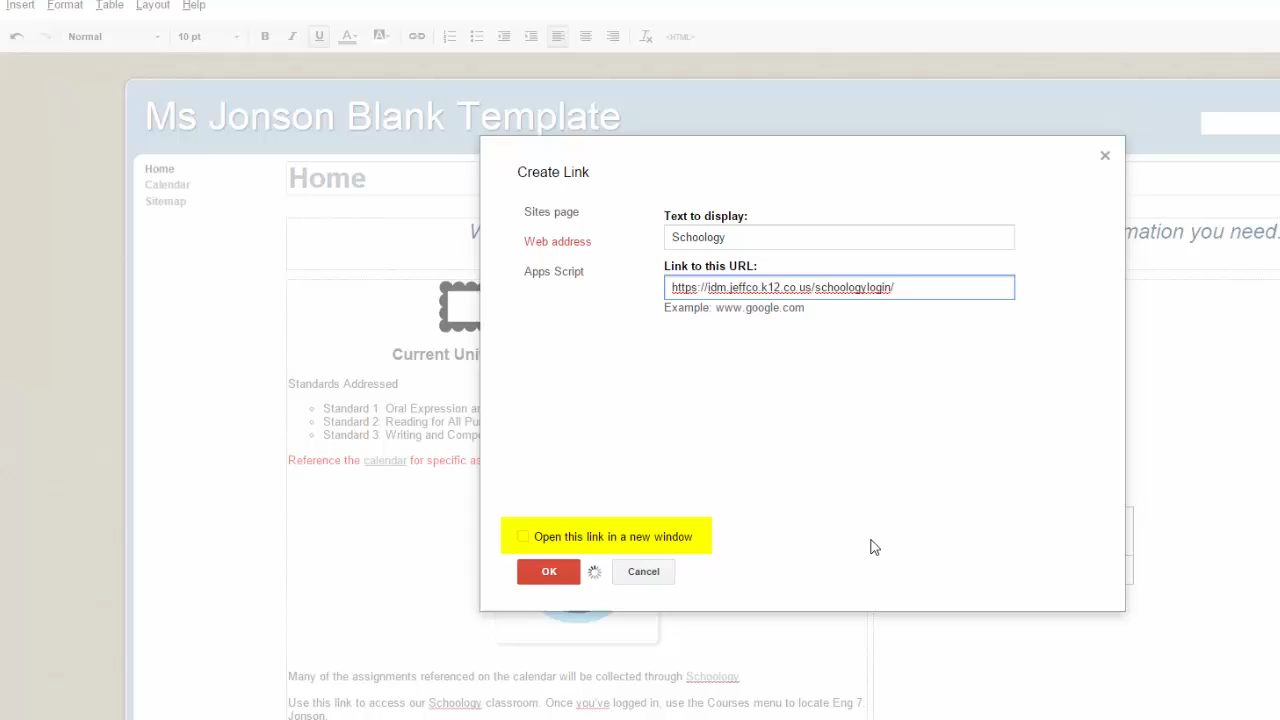 Insert Format Table Layout Help
Normal 10 pt B I U A A <HTML>
Ms Jonson Blank Template
Home
Calendar
Sitemap
Home
mation you need.
Current Uni
Standards Addressed
Standard 1: Oral Expression an
Standard 2: Reading for All Pu
Standard 3: Writing and Compo
Reference the calendar for specific as
Create Link
Sites page
Web address
Apps Script
Text to display:
Schoology
Link to this URL:
https://idm.jeffco.k12.co.us/schoologylogin/
Example: www.google.com
Open this link in a new window
OK Cancel
Many of the assignments referenced on the calendar will be collected through Schoology
Use this link to access our Schoology classroom. Once you've logged in, use the Courses menu to locate Eng 7
Jonson.